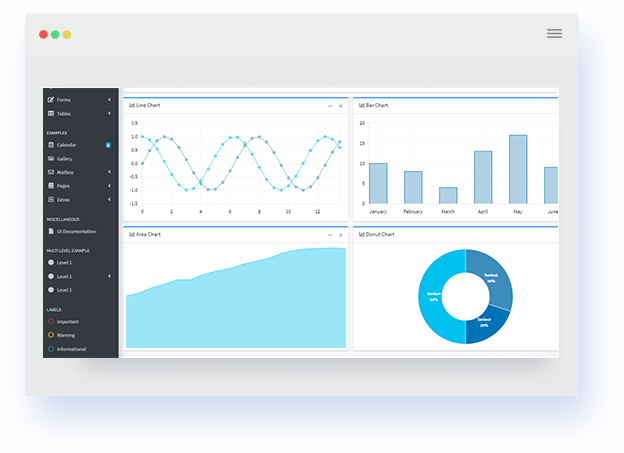 Forms
Tables
EXAMPLES
Calendar
Gallery
Mailbox
Pages
Extras
MISCELLANEOUS
UI Documentation
MULTI LEVEL EXAMPLE
Level 1
Level 1
Level 1
LABELS
Important
Warning
Informational
Line Chart
1.5
1.0
0.5
0.0
-0.5
-1.0
-1.5
0 2 4 6 8 10 12
Bar Chart
20
15
10
5
0
January February March April May June
Area Chart
Donut Chart